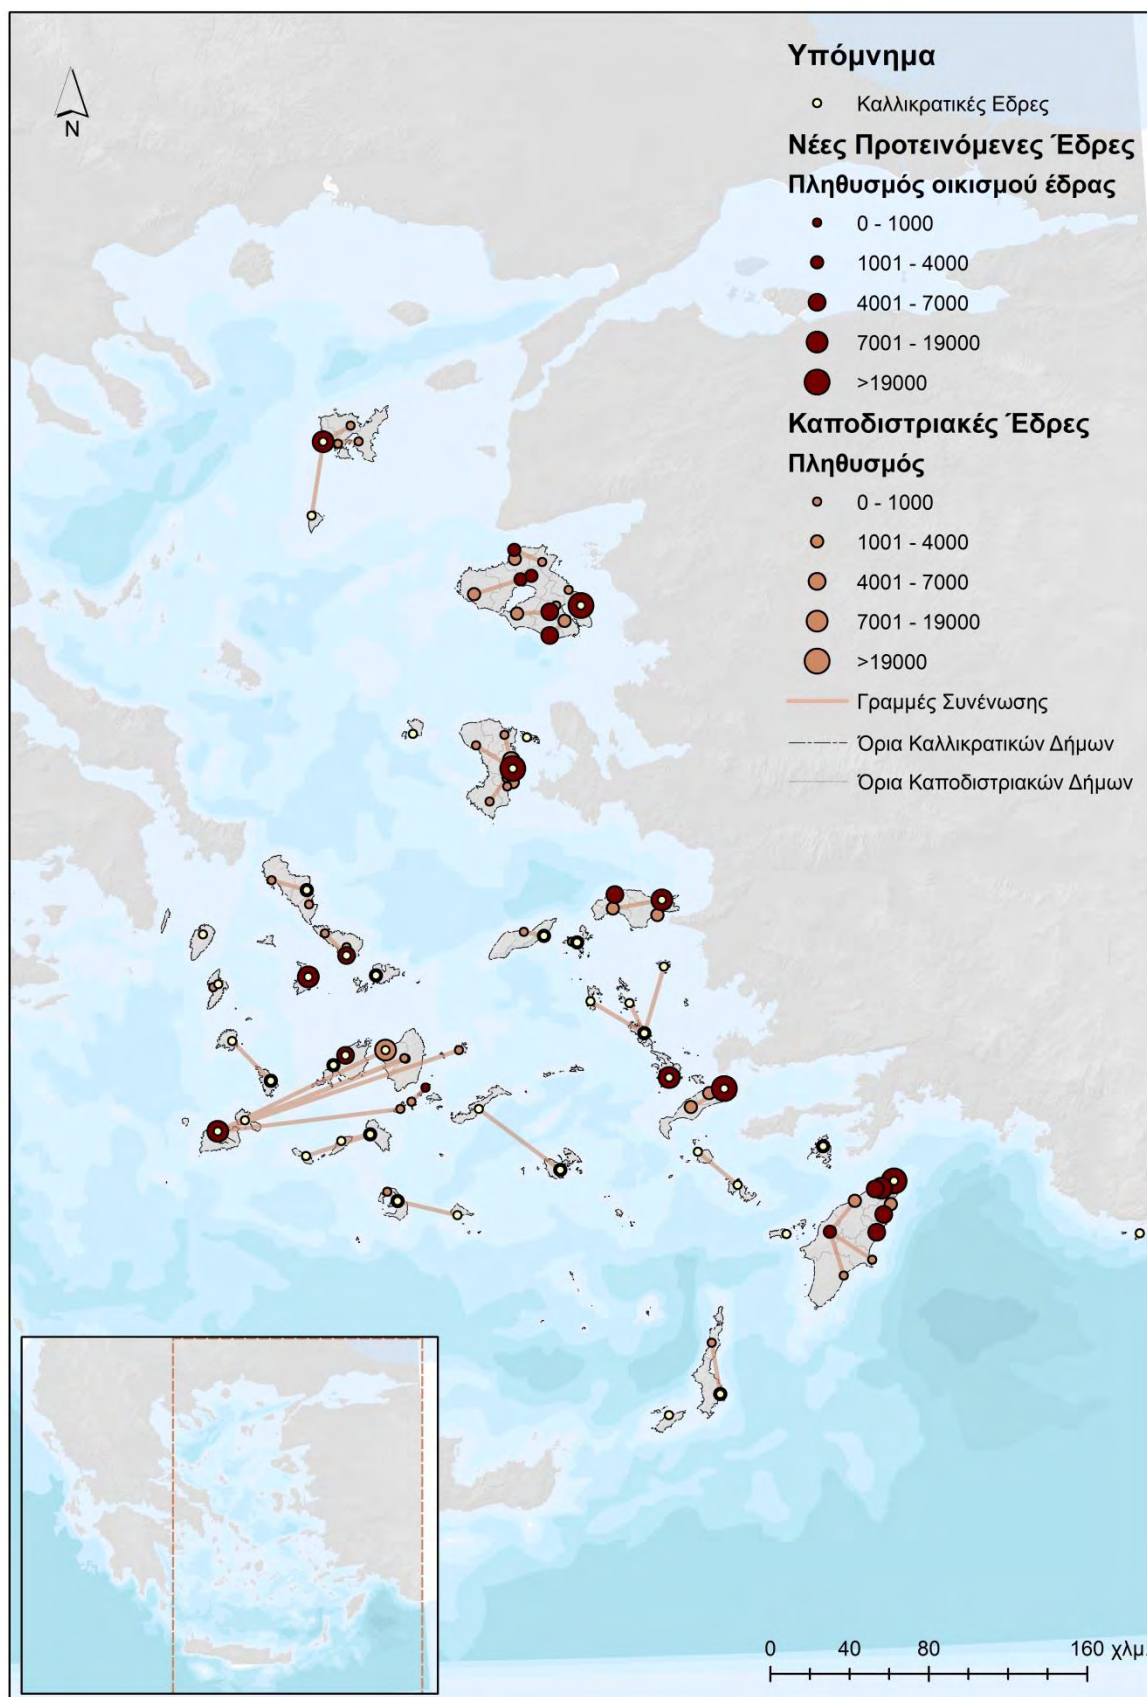 Υπόμνημα
Καλλικρατικές Εδρες
Νέες Προτεινόμενες Έδρες
Πληθυσμός οικισμού έδρας
0 - 1000
1001 - 4000
4001 - 7000
7001 - 19000
>19000
Καποδιστριακές Έδρες
Πληθυσμός
0 - 1000
1001 - 4000
4001 - 7000
7001 - 19000
>19000
Γραμμές Συνένωσης
Όρια Καλλικρατικών Δήμων
Όρια Καποδιστριακών Δήμων
N
0 40 80 160 χλμ.